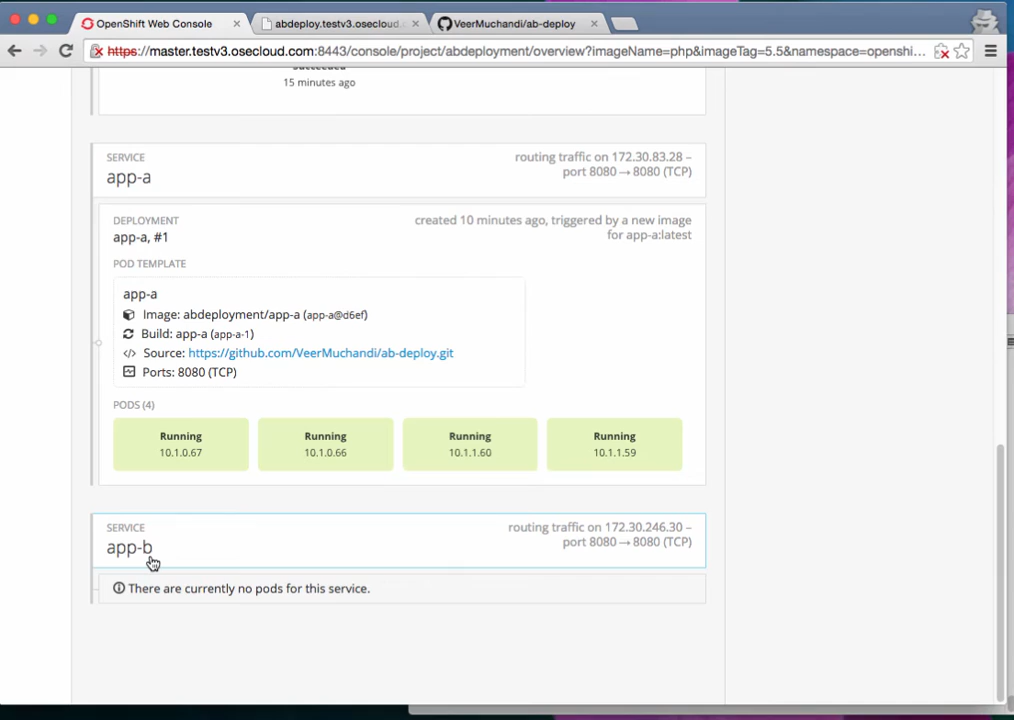 OpenShift Web Console
abdeploy.testv3.osecloud.
VeerMuchandi/ab-deploy
https://master.testv3.osecloud.com:8443/console/project/abdeployment/overview?imageName=php&imageTag=5.5&namespace=openshi...
15 minutes ago
SERVICE
app-a
routing traffic on 172.30.83.28 –
port 8080 → 8080 (TCP)
DEPLOYMENT
app-a, #1
created 10 minutes ago, triggered by a new image
for app-a:latest
POD TEMPLATE
app-a
Image: abdeployment/app-a (app-a@d6ef)
Build: app-a (app-a-1)
</> Source: https://github.com/VeerMuchandi/ab-deploy.git
Ports: 8080 (TCP)
PODS (4)
Running
10.1.0.67
Running
10.1.0.66
Running
10.1.1.60
Running
10.1.1.59
SERVICE
app-b
routing traffic on 172.30.246.30 –
port 8080 → 8080 (TCP)
There are currently no pods for this service.